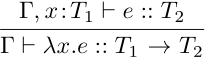 Γ, x : T₁ ⊢ e :: T₂
Γ ⊢ λx.e :: T₁ → T₂